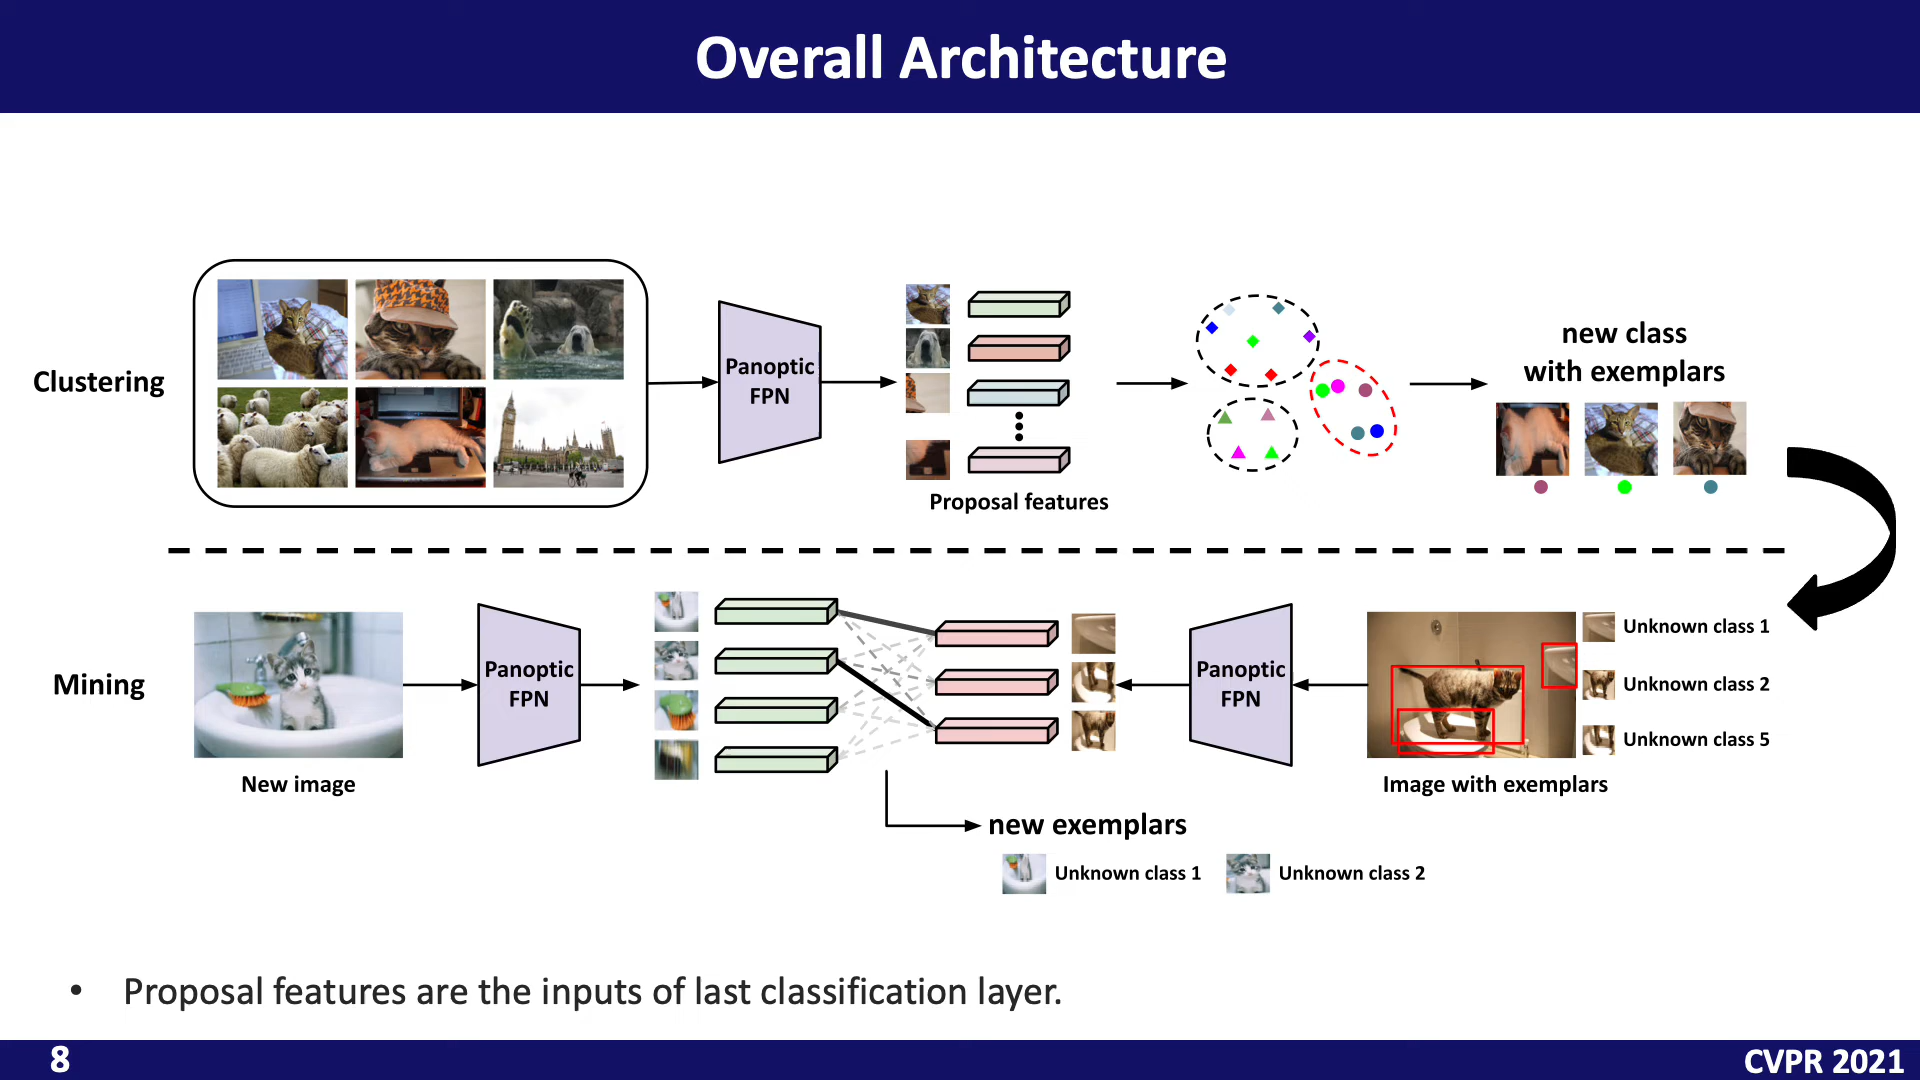 Overall Architecture
Clustering
Panoptic
FPN
Proposal features
new class
with exemplars
Mining
New image
Panoptic
FPN
Panoptic
FPN
Image with exemplars
Unknown class 1
Unknown class 2
Unknown class 5
new exemplars
Unknown class 1
Unknown class 2
• Proposal features are the inputs of last classification layer.
8
CVPR 2021